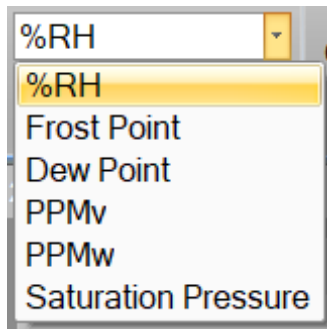 %RH
%RH
Frost Point
Dew Point
PPMv
PPMw
Saturation Pressure